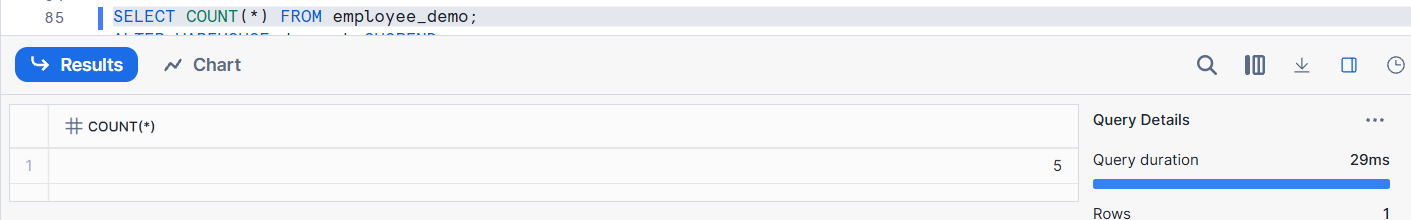 85 SELECT COUNT(*) FROM employee_demo;
Results Chart
COUNT(*)
Query Details
1 5
Query duration 29ms
Rows 1